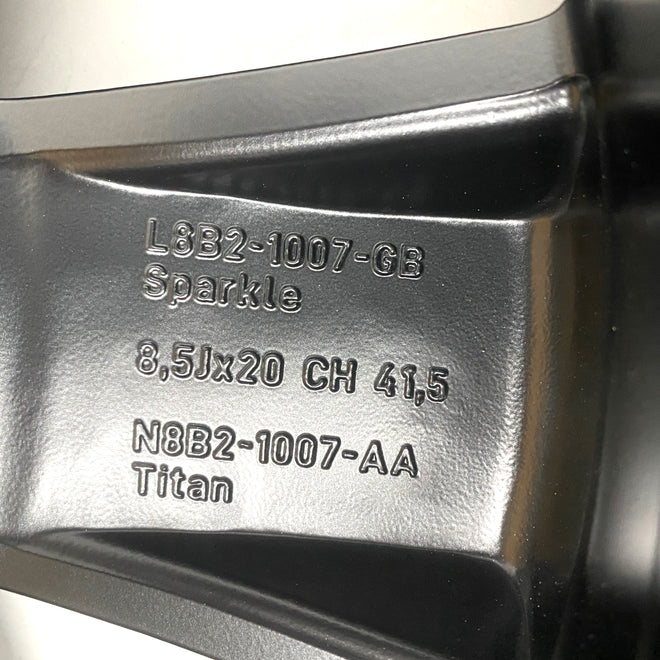 L8B2-1007-GB
Sparkle
8,5Jx20 CH 41,5
N8B2-1007-AA
Titan